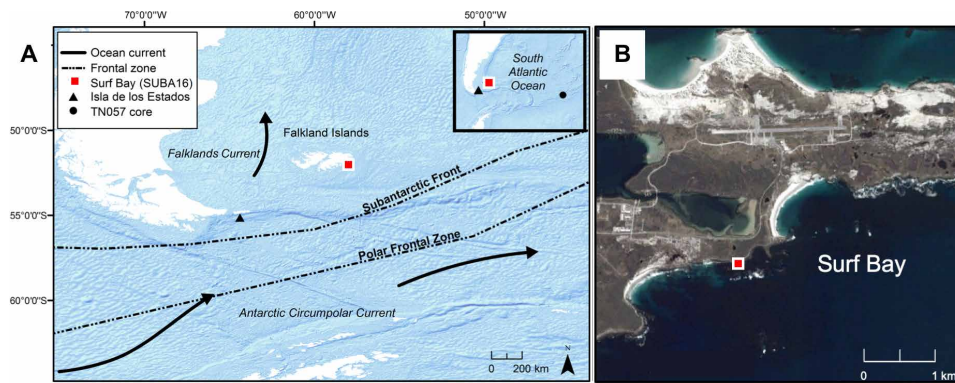 70°0'0"W
60°0'0"W
50°0'0"W
A
Ocean current
Frontal zone
Surf Bay (SUBA16)
Isla de los Estados
TN057 core
South
Atlantic
Ocean
50°0'0"S
Falkland Islands
Falklands Current
Subantarctic Front
55°0'0"S
Polar Frontal Zone
60°0'0"S
Antarctic Circumpolar Current
N
0 200 km
B
Surf Bay
0 1 km